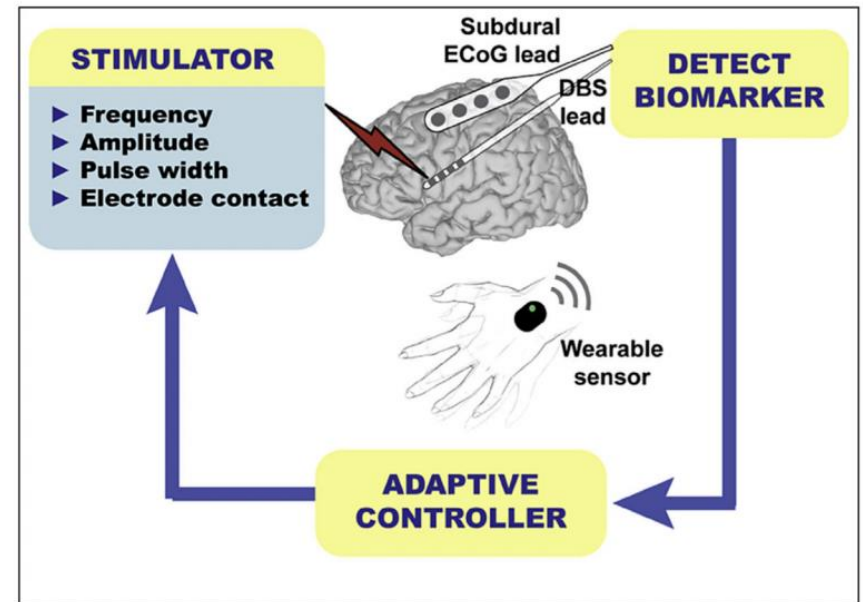 STIMULATOR
► Frequency
► Amplitude
► Pulse width
► Electrode contact
Subdural
ECoG lead
DBS
lead
DETECT
BIOMARKER
Wearable
sensor
ADAPTIVE
CONTROLLER